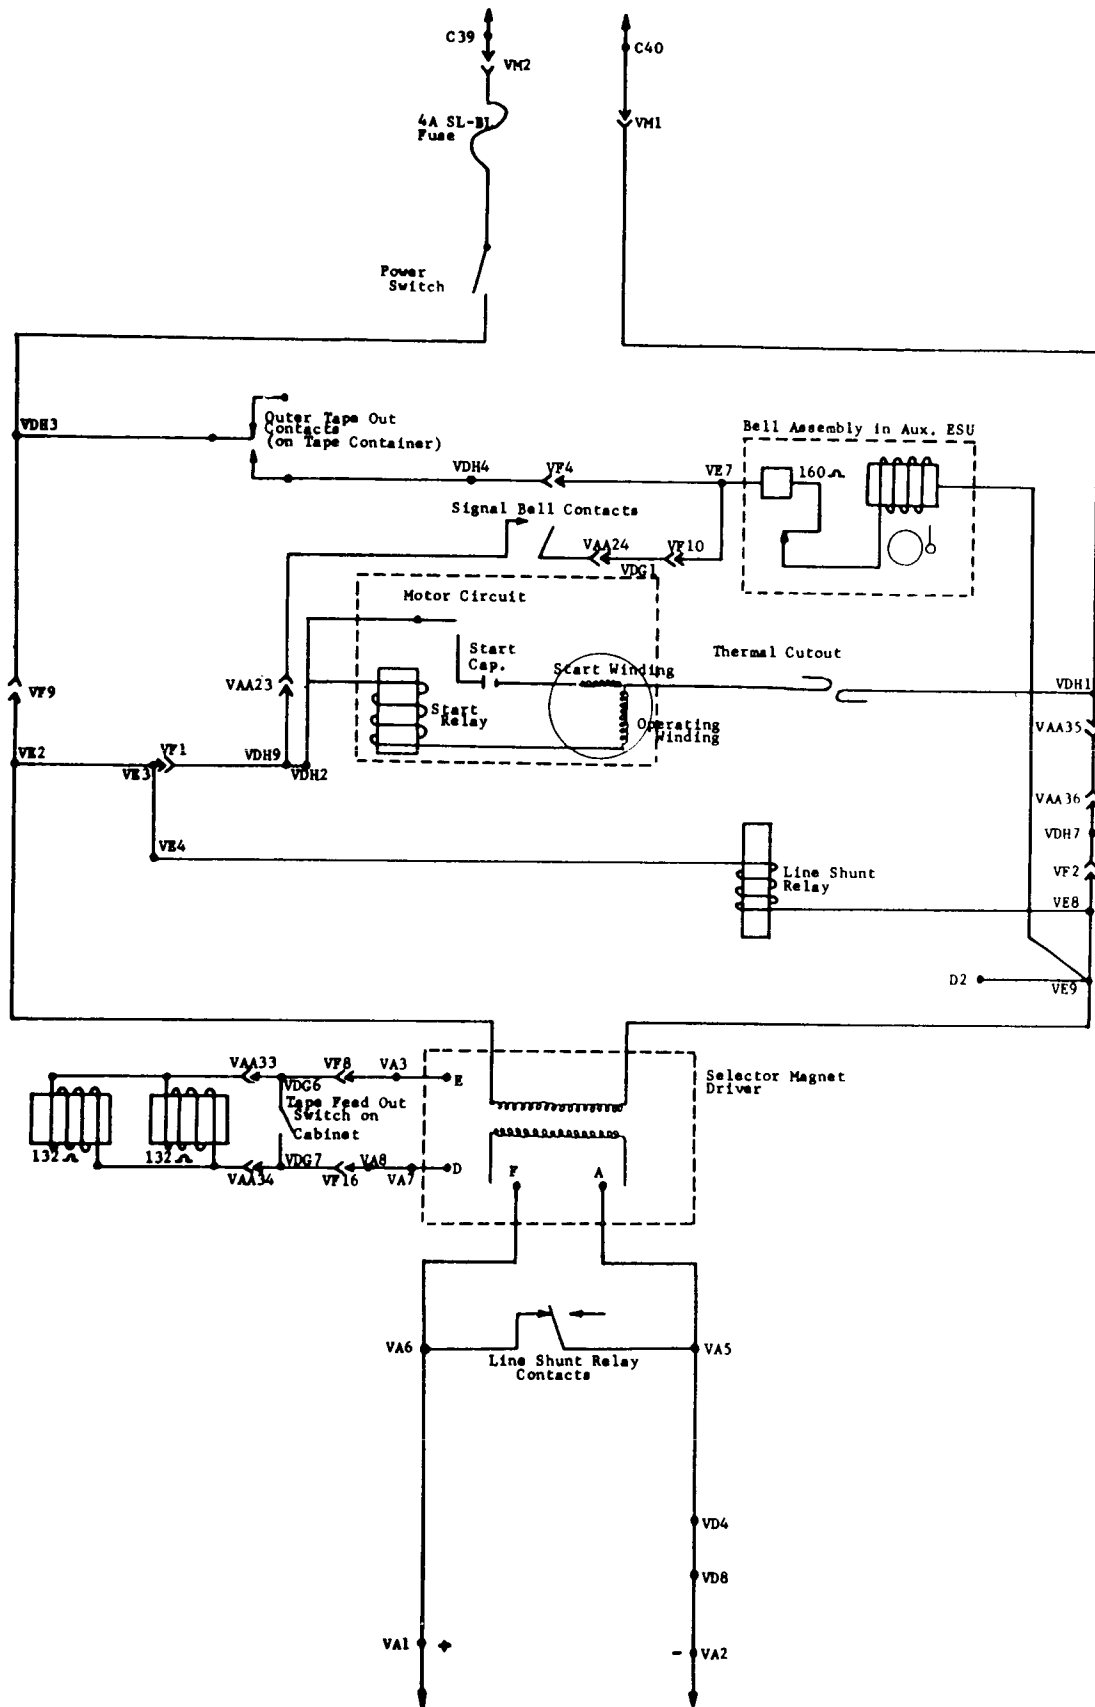 C39
C40
VM2
4A SL-BL
Fuse
VM1
Power
Switch
VDH3
Outer Tape Out
Contacts
(on Tape Container)
Bell Assembly in Aux. ESU
VDH4
VF4
VE7
160Ω
Signal Bell Contacts
VAA24
VF10
VDG1
Motor Circuit
Start
Cap.
Start Winding
Thermal Cutout
VF9
VAA23
Start
Relay
Operating
Winding
VDH1
VAA35
VE2
VF1
VE3
VDH9
VDH2
VAA36
VDH7
VE4
Line Shunt
Relay
VF2
VE8
D2
VE9
VAA33
VF8
VA3
E
Selector Magnet
Driver
VDG6
Tape Feed Out
Switch on
Cabinet
132Ω
132Ω
VAA34
VDG7
VF16
VA8
VA7
D
F
A
VA6
VA5
Line Shunt Relay
Contacts
VD4
VD8
VA1 +
- VA2